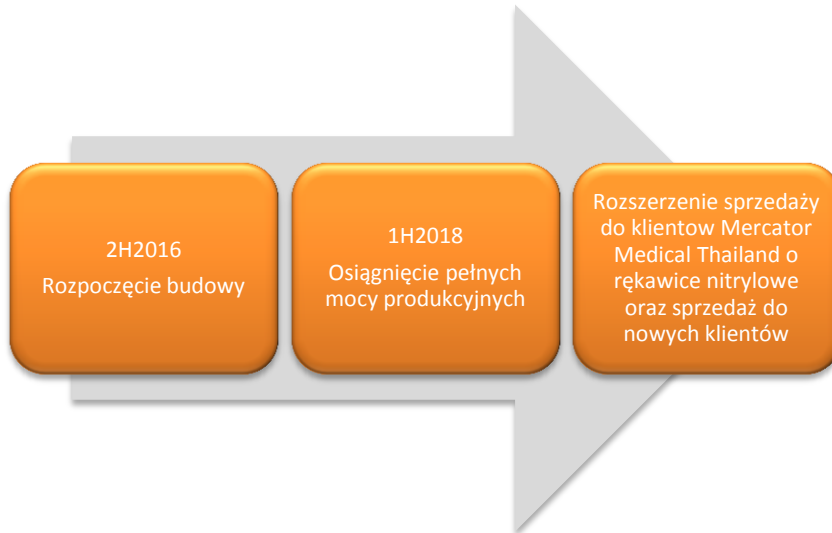 2H2016
Rozpoczęcie budowy
1H2018
Osiągnięcie pełnych
mocy produkcyjnych
Rozszerzenie sprzedaży
do klientow Mercator
Medical Thailand o
rękawice nitrylowe
oraz sprzedaż do
nowych klientów